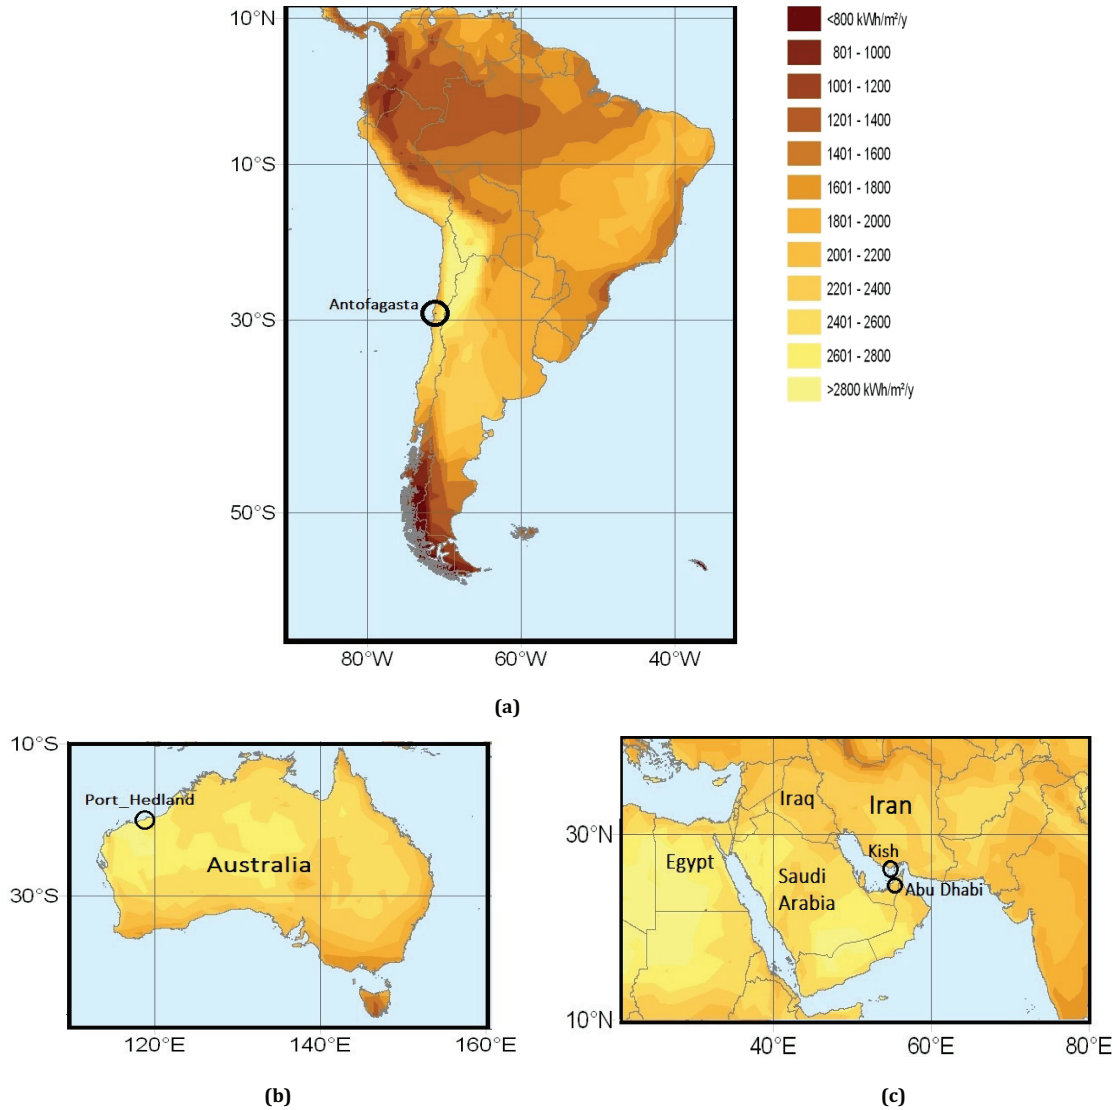 10°N
10°S
30°S
50°S
Antofagasta
80°W 60°W 40°W
<800 kWh/m²/y
801 - 1000
1001 - 1200
1201 - 1400
1401 - 1600
1601 - 1800
1801 - 2000
2001 - 2200
2201 - 2400
2401 - 2600
2601 - 2800
>2800 kWh/m²/y
(a)
10°S
30°S
Port_Hedland
Australia
120°E 140°E 160°E
(b)
30°N
10°N
Iraq
Iran
Egypt
Kish
Saudi
Arabia
Abu Dhabi
40°E 60°E 80°E
(c)